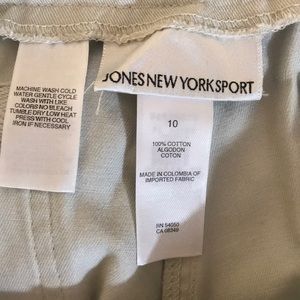 MACHINE WASH COLD
WATER GENTLE CYCLE
WASH WITH LIKE
COLORS NO BLEACH
TUMBLE DRY LOW HEAT
PRESS WITH COOL
IRON IF NECESSARY
JONES NEW YORK SPORT
10
100% COTTON
ALGODON
COTON
MADE IN COLOMBIA OF
IMPORTED FABRIC
RN 54050
CA 08349